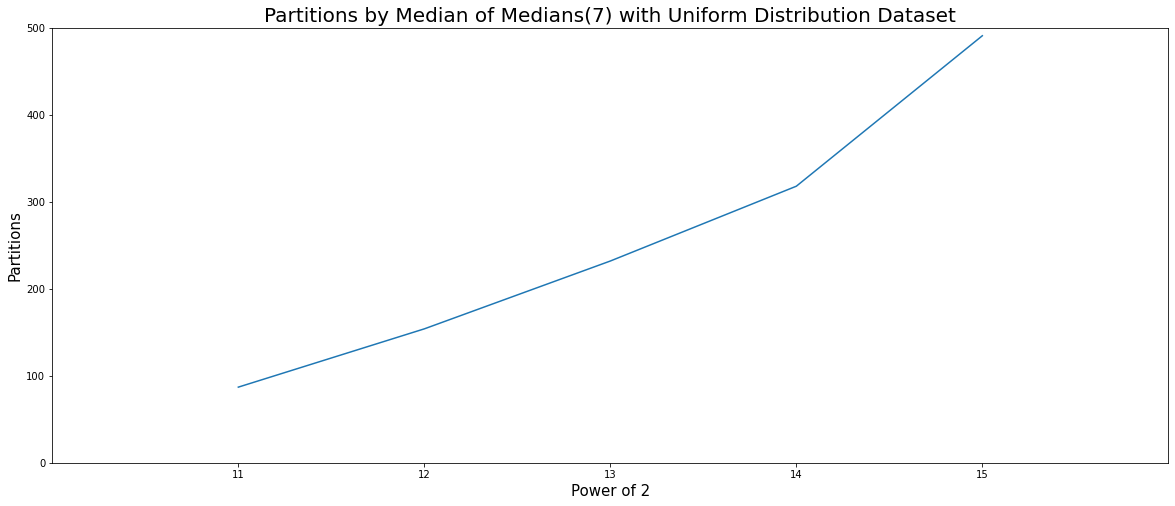 Partitions by Median of Medians(7) with Uniform Distribution Dataset
500
400
300
200
100
0
Partitions
11 12 13 14 15
Power of 2